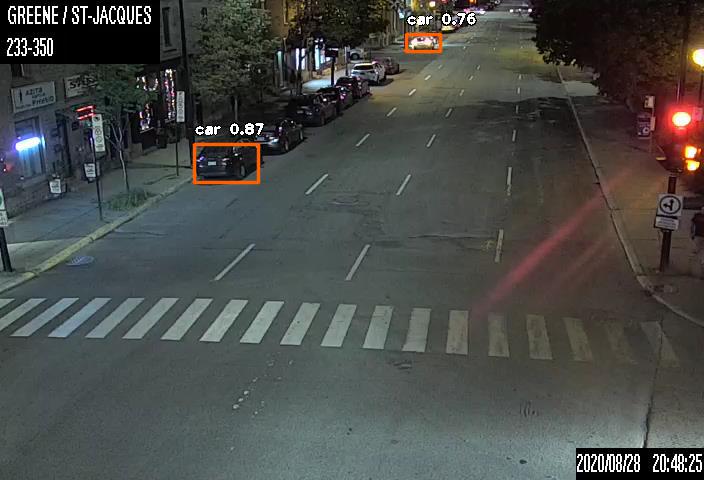 GREENE / ST-JACQUES
233-350
car 0.76
car 0.87
2020/08/28 20:48:25